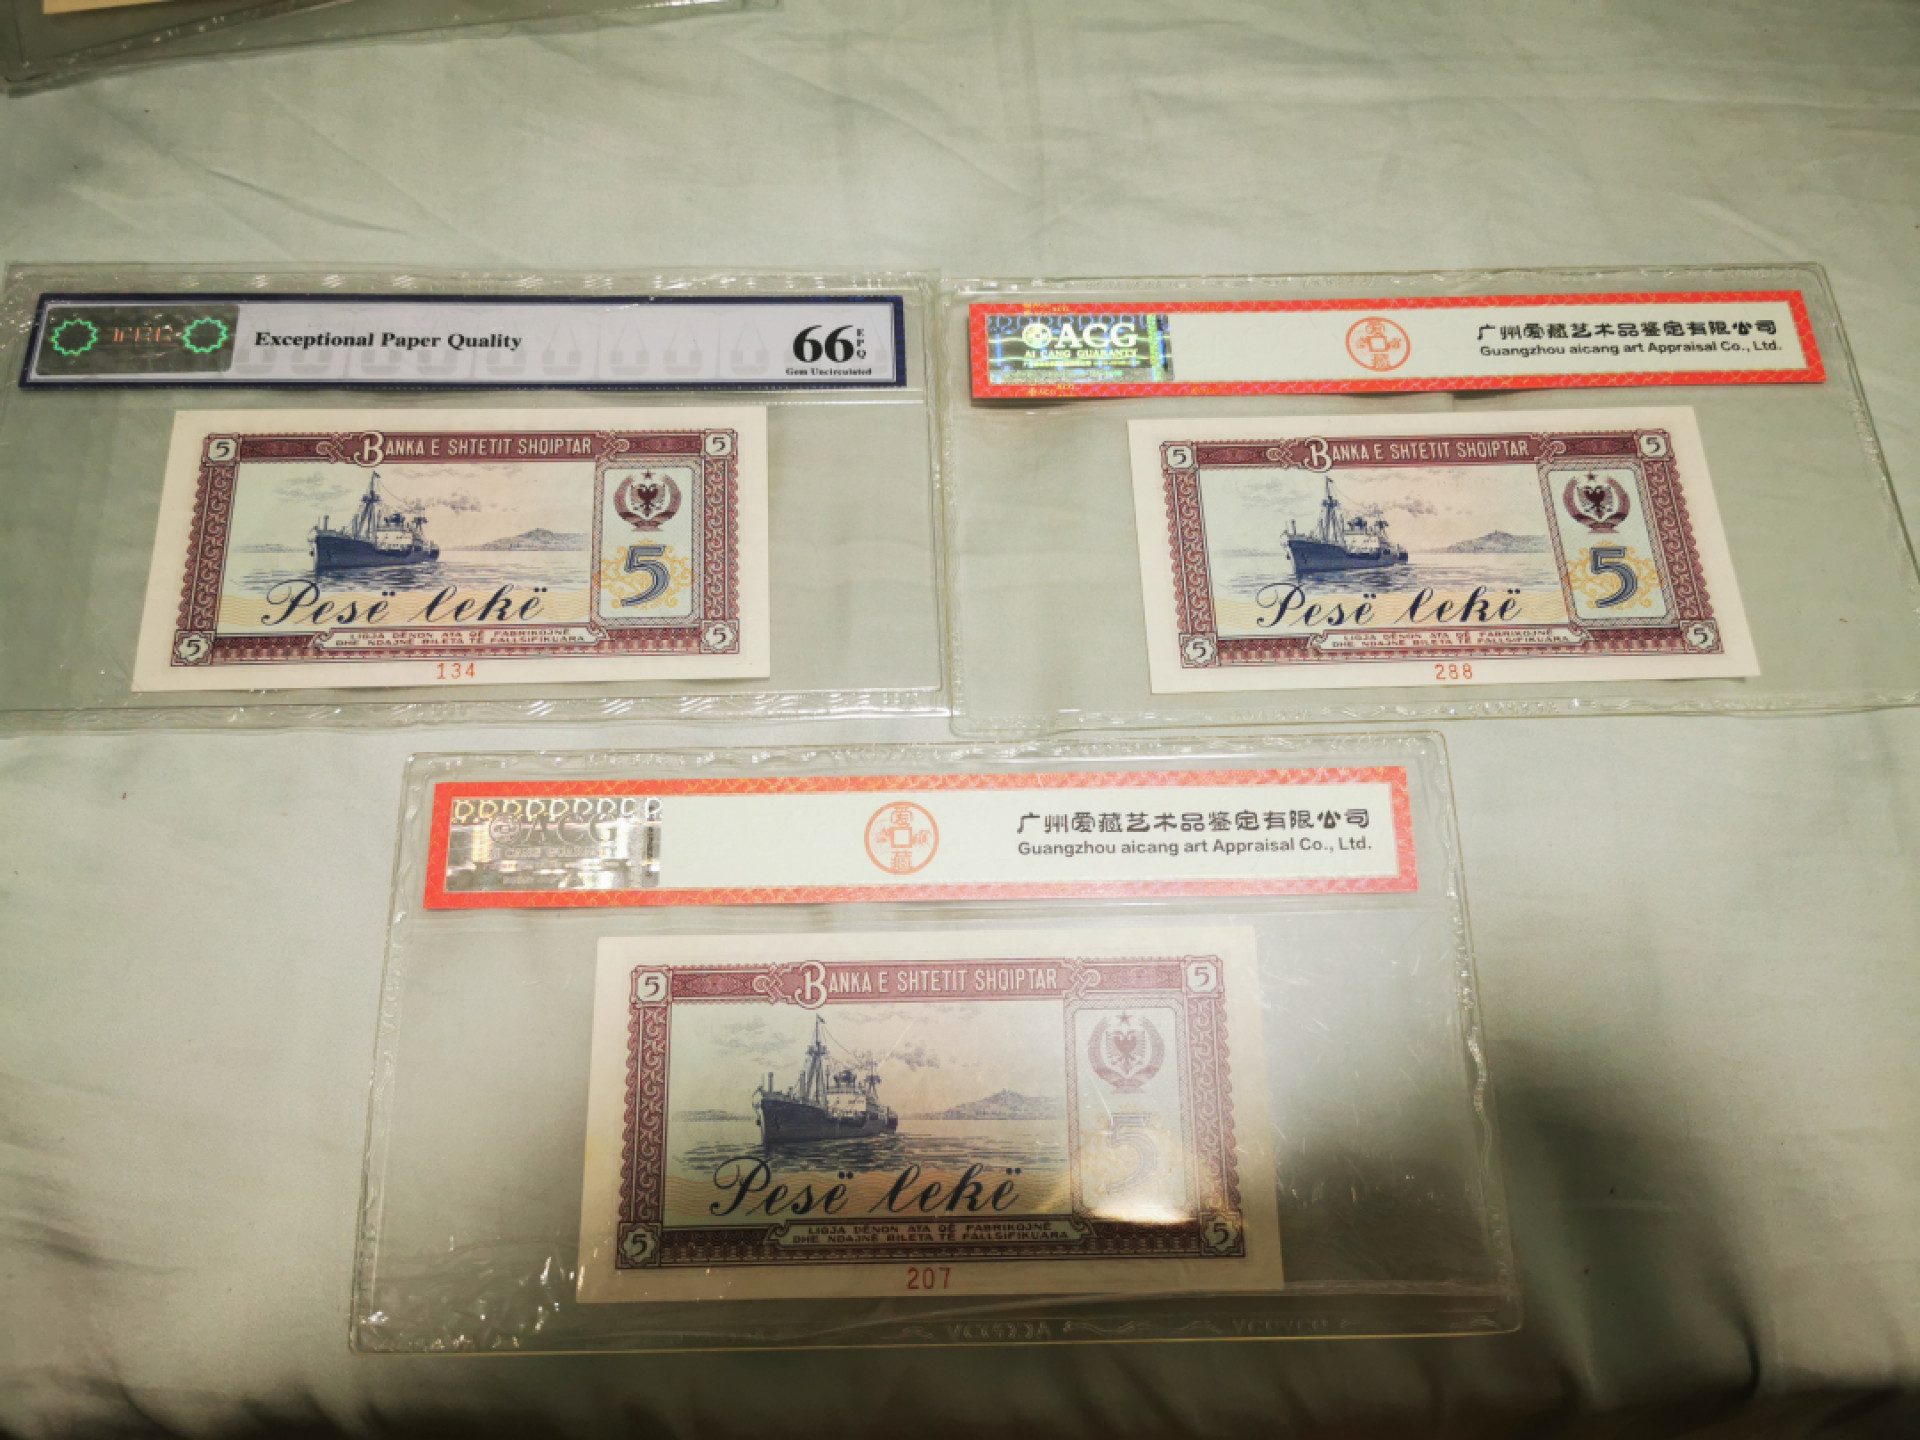 Exceptional Paper Quality
66 EPQ
Gem Uncirculated
5 BANKA E SHTETIT SHQIPTAR 5
5
Pesë lekë
LIGJA DËNON ATA QË FABRIKOJNË
5 DHE NDAJNË BILETA TË FALLSIFIKUARA 5
134
ACG
AI CANG GUARANTY
爱藏
广州爱藏艺术品鉴定有限公司
Guangzhou aicang art Appraisal Co., Ltd.
5 BANKA E SHTETIT SHQIPTAR 5
5
Pesë lekë
LIGJA DËNON ATA QË FABRIKOJNË
5 DHE NDAJNË BILETA TË FALLSIFIKUARA 5
288
ACG
爱藏
广州爱藏艺术品鉴定有限公司
Guangzhou aicang art Appraisal Co., Ltd.
5 BANKA E SHTETIT SHQIPTAR 5
5
Pesë lekë
LIGJA DËNON ATA QË FABRIKOJNË
5 DHE NDAJNË BILETA TË FALLSIFIKUARA 5
207